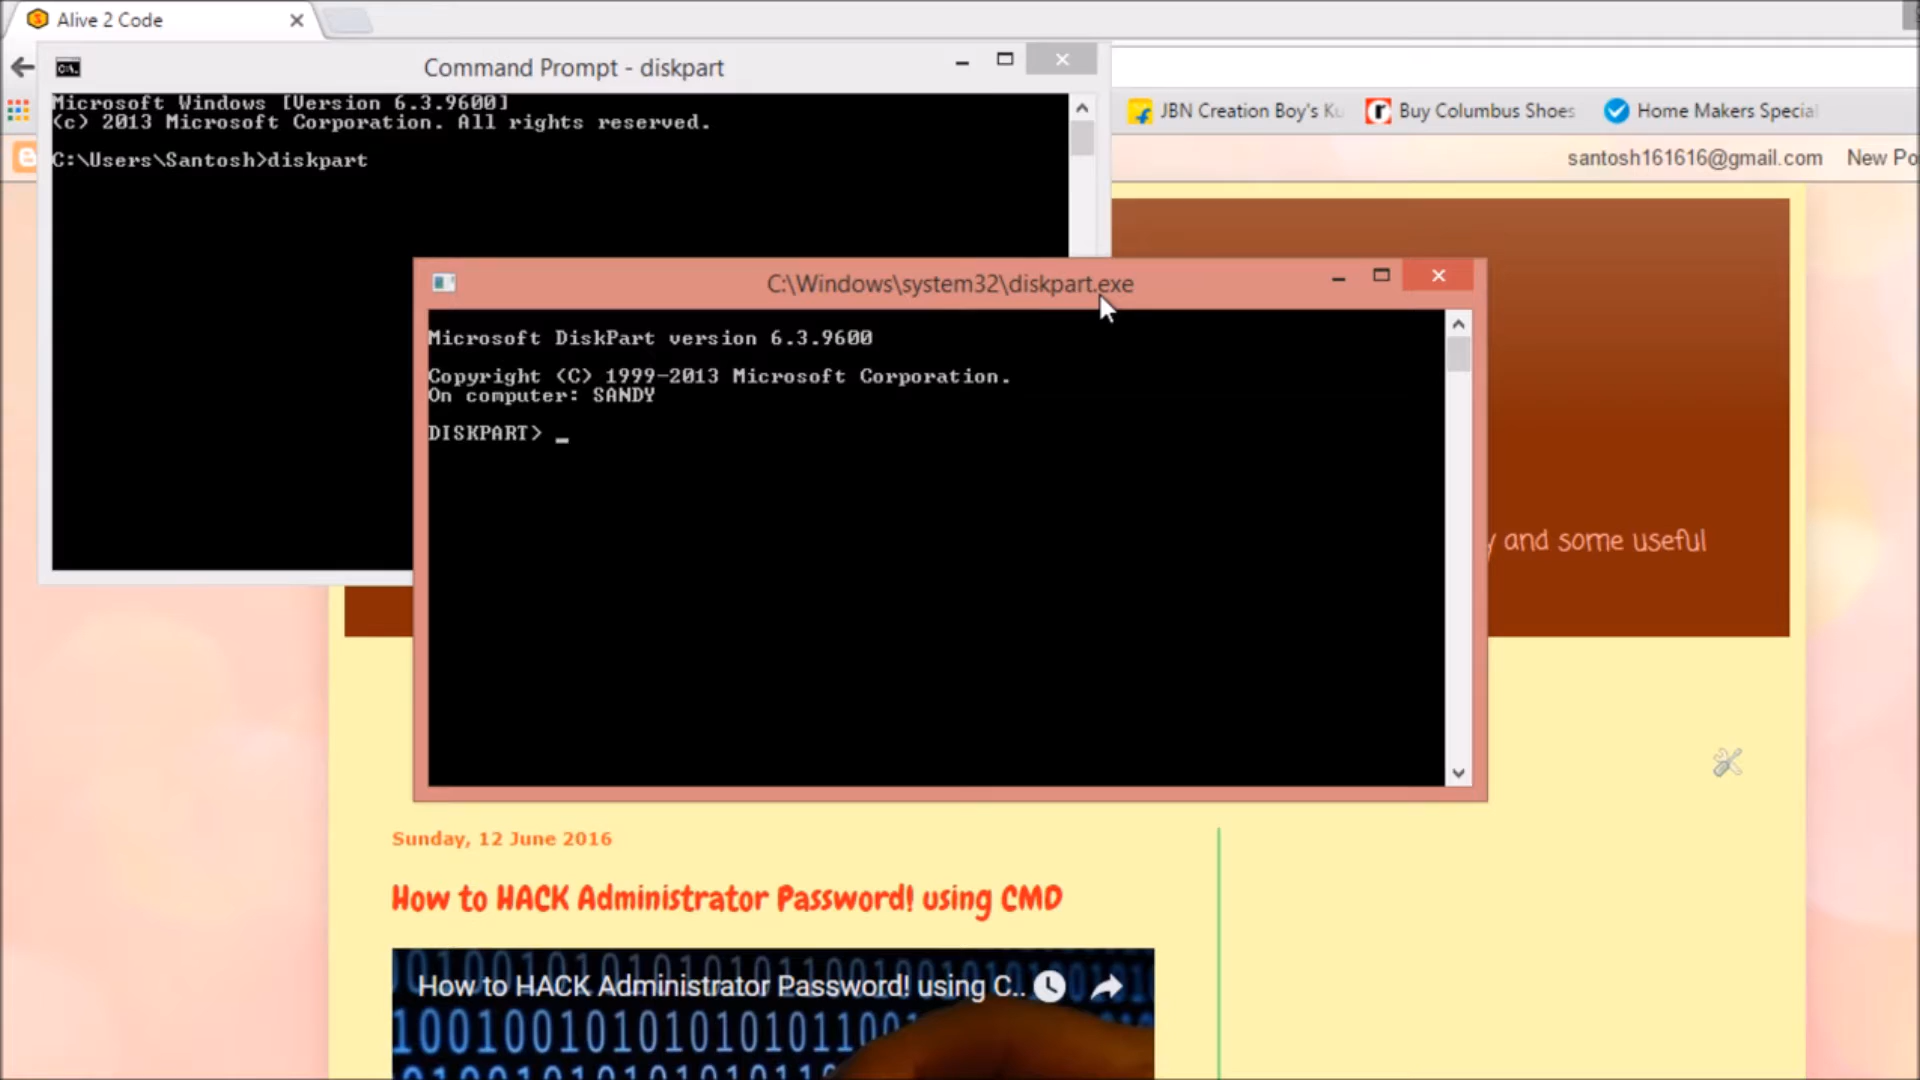 Alive 2 Code
Command Prompt - diskpart
Microsoft Windows [Version 6.3.9600]
(c) 2013 Microsoft Corporation. All rights reserved.
C:\Users\Santosh>diskpart
JBN Creation Boy's Ku
Buy Columbus Shoes
Home Makers Special
santosh161616@gmail.com
New Po
C:\Windows\system32\diskpart.exe
Microsoft DiskPart version 6.3.9600
Copyright (C) 1999-2013 Microsoft Corporation.
On computer: SANDY
DISKPART> _
y and some useful
Sunday, 12 June 2016
How to HACK Administrator Password! using CMD
How to HACK Administrator Password! using C..